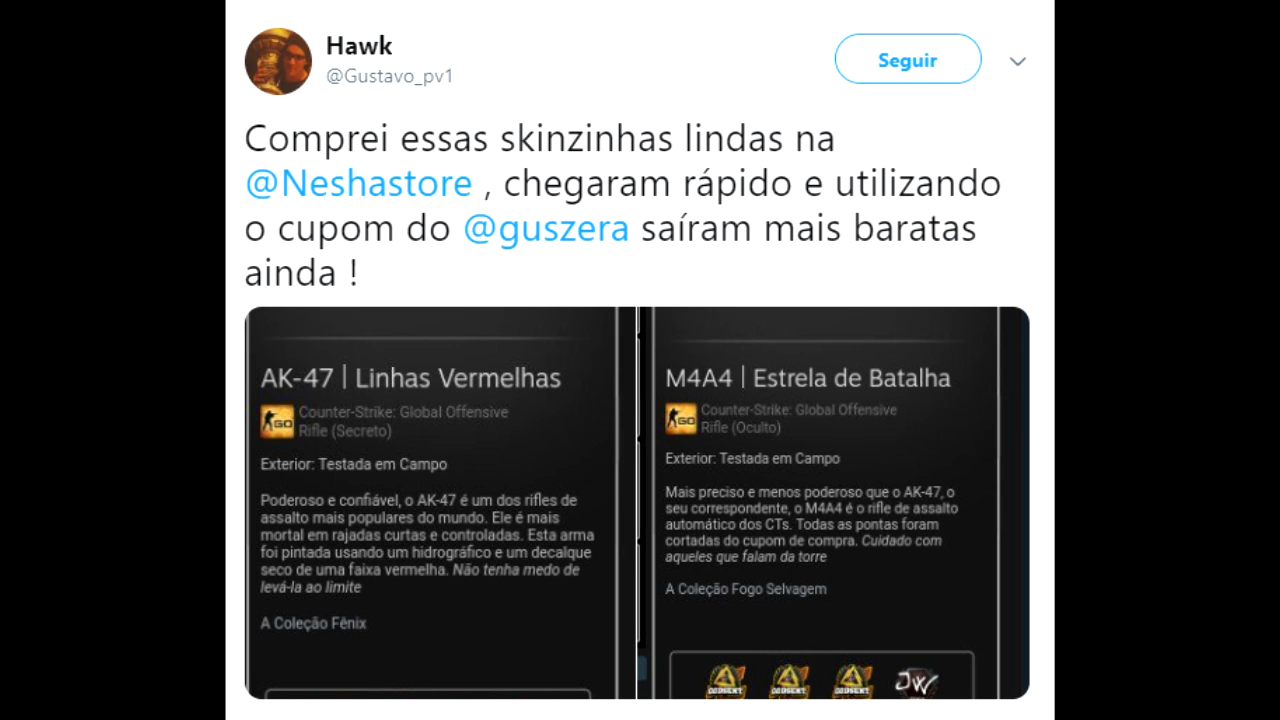 Hawk
@Gustavo_pv1
Seguir
Comprei essas skinzinhas lindas na
@Neshastore , chegaram rápido e utilizando
o cupom do @guszera saíram mais baratas
ainda !
AK-47 | Linhas Vermelhas
GO
Counter-Strike: Global Offensive
Rifle (Secreto)
Exterior: Testada em Campo
Poderoso e confiável, o AK-47 é um dos rifles de
assalto mais populares do mundo. Ele é mais
mortal em rajadas curtas e controladas. Esta arma
foi pintada usando um hidrográfico e um decalque
seco de uma faixa vermelha. Não tenha medo de
levá-la ao limite
A Coleção Fênix
M4A4 | Estrela de Batalha
GO
Counter-Strike: Global Offensive
Rifle (Oculto)
Exterior: Testada em Campo
Mais preciso e menos poderoso que o AK-47, o
seu correspondente, o M4A4 é o rifle de assalto
automático dos CTs. Todas as pontas foram
cortadas do cupom de compra. Cuidado com
aqueles que falam da torre
A Coleção Fogo Selvagem
GODSENT GODSENT GODSENT